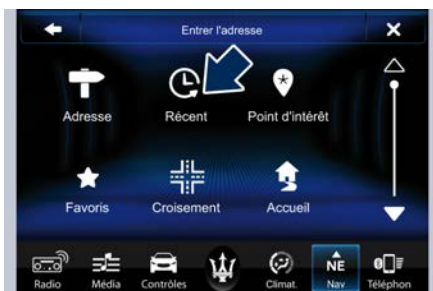 Entrer l'adresse
Adresse Récent Point d'intérêt
Favoris Croisement Accueil
NE
Radio Média Contrôles Climat. Nav Téléphon